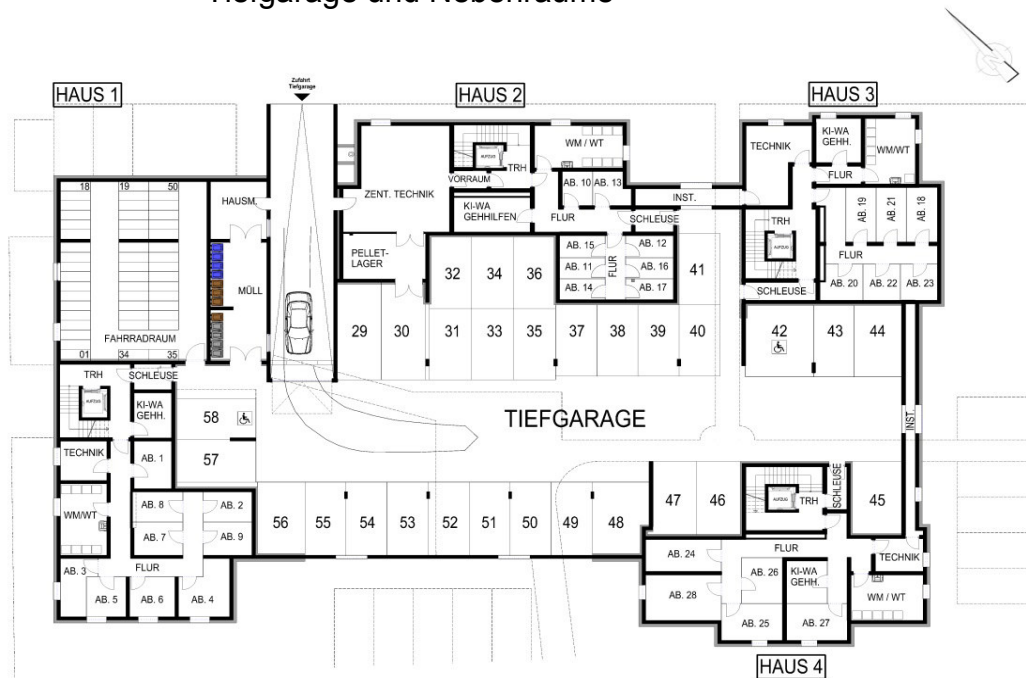 Tiefgarage und Nebenräume
Zufahrt
Tiefgarage
HAUS 1
HAUS 2
HAUS 3
18
19
50
HAUSM.
MÜLL
FAHRRADRAUM
01
34
35
ZENT. TECHNIK
VORRAUM
AUFZUG
TRH
WM / WT
KI-WA
GEHHILFEN
AB. 10
AB. 13
FLUR
SCHLEUSE
INST.
PELLET-
LAGER
AB. 15
AB. 12
AB. 11
AB. 16
AB. 14
AB. 17
FLUR
TECHNIK
KI-WA
GEHH.
WM/WT
FLUR
TRH
AUFZUG
AB. 19
AB. 21
AB. 18
FLUR
AB. 20
AB. 22
AB. 23
SCHLEUSE
32
34
36
41
29
30
31
33
35
37
38
39
40
42
43
44
TRH
SCHLEUSE
AUFZUG
KI-WA
GEHH.
58
57
TIEFGARAGE
INST.
TECHNIK
AB. 1
WM/WT
AB. 8
AB. 2
AB. 7
AB. 9
FLUR
AB. 3
AB. 5
AB. 6
AB. 4
56
55
54
53
52
51
50
49
48
47
46
AUFZUG
TRH
SCHLEUSE
45
AB. 24
FLUR
TECHNIK
AB. 28
AB. 26
KI-WA
GEHH.
WM / WT
AB. 25
AB. 27
HAUS 4